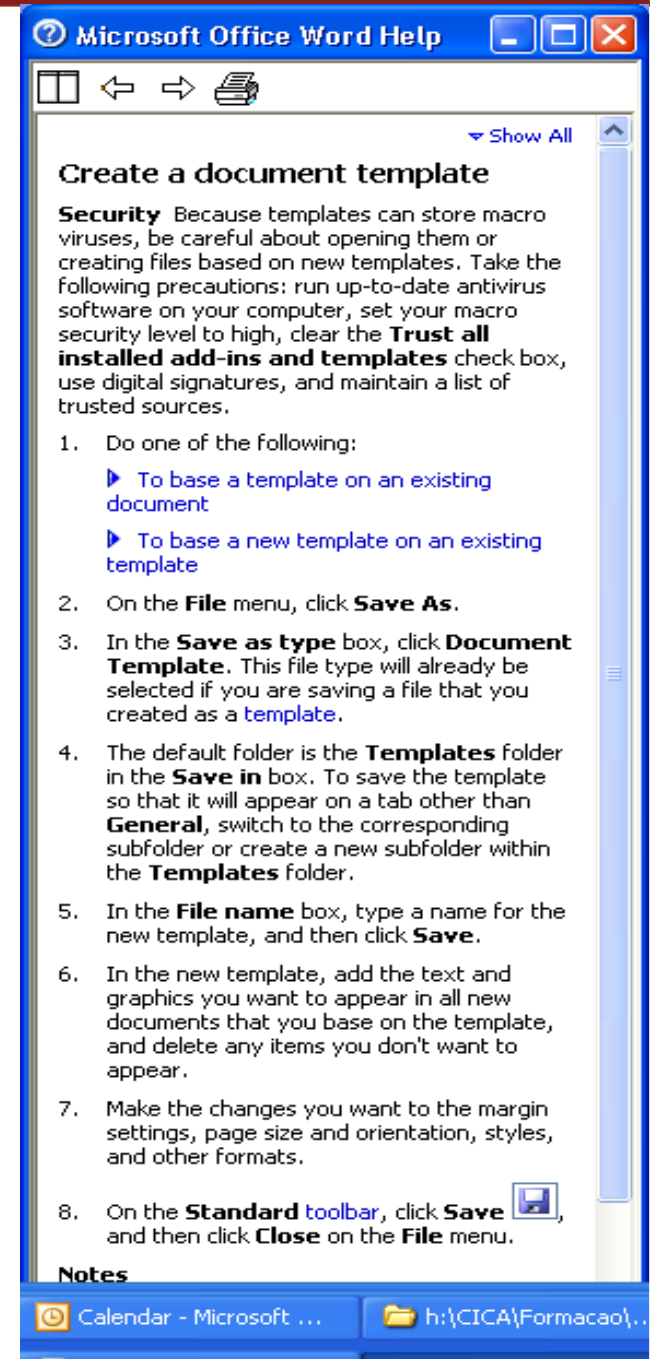 Microsoft Office Word Help
Show All
Create a document template
Security Because templates can store macro
viruses, be careful about opening them or
creating files based on new templates. Take the
following precautions: run up-to-date antivirus
software on your computer, set your macro
security level to high, clear the Trust all
installed add-ins and templates check box,
use digital signatures, and maintain a list of
trusted sources.
1. Do one of the following:
To base a template on an existing
document
To base a new template on an existing
template
2. On the File menu, click Save As.
3. In the Save as type box, click Document
Template. This file type will already be
selected if you are saving a file that you
created as a template.
4. The default folder is the Templates folder
in the Save in box. To save the template
so that it will appear on a tab other than
General, switch to the corresponding
subfolder or create a new subfolder within
the Templates folder.
5. In the File name box, type a name for the
new template, and then click Save.
6. In the new template, add the text and
graphics you want to appear in all new
documents that you base on the template,
and delete any items you don't want to
appear.
7. Make the changes you want to the margin
settings, page size and orientation, styles,
and other formats.
8. On the Standard toolbar, click Save ,
and then click Close on the File menu.
Notes
Calendar - Microsoft ... h:\CICA\Formacao\...